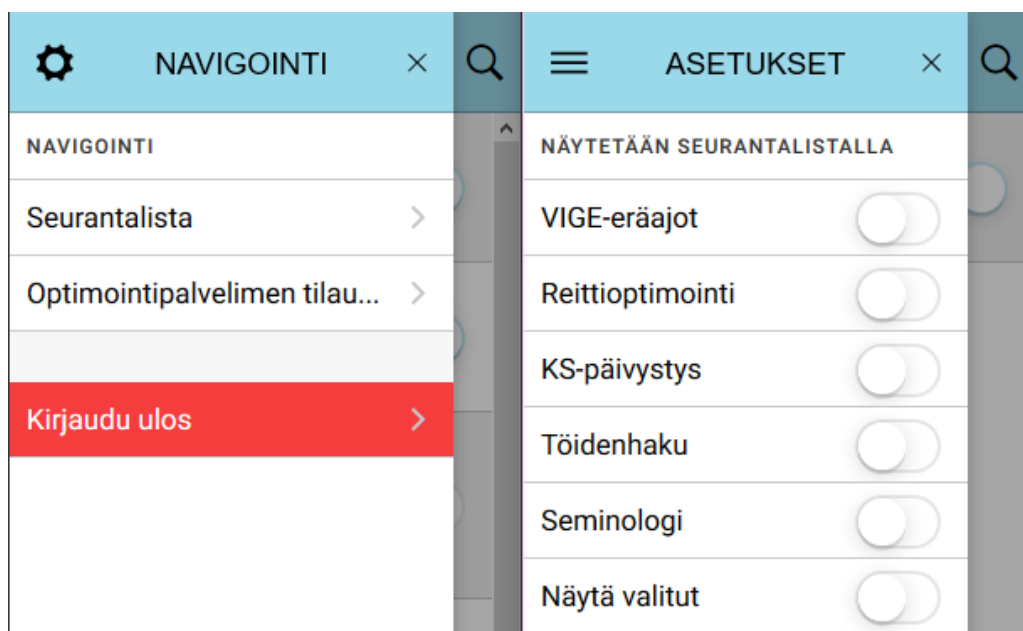 NAVIGOINTI
NAVIGOINTI
Seurantalista
Optimointipalvelimen tilau...
Kirjaudu ulos
ASETUKSET
NÄYTETÄÄN SEURANTALISTALLA
VIGE-eräajot
Reittioptimointi
KS-päivystys
Töidenhaku
Seminologi
Näytä valitut